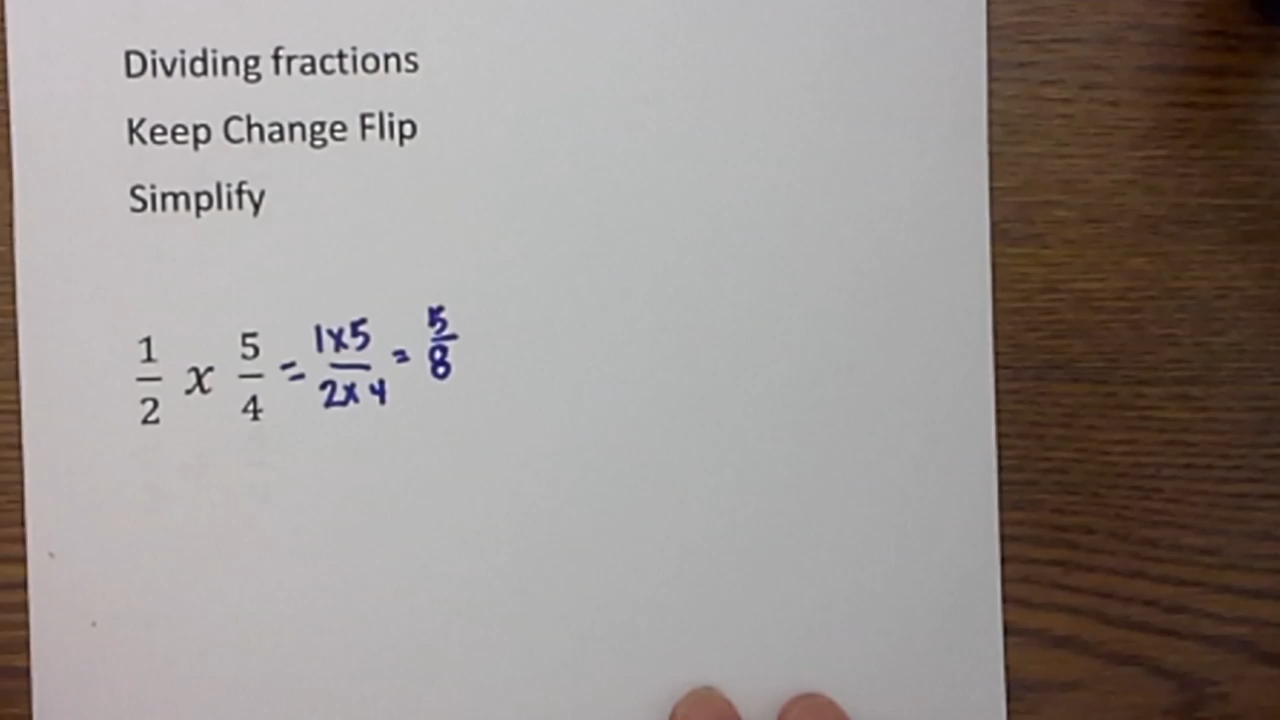 Dividing fractions
Keep Change Flip
Simplify
1/2 x 5/4 = 1x5/2x4 = 5/8